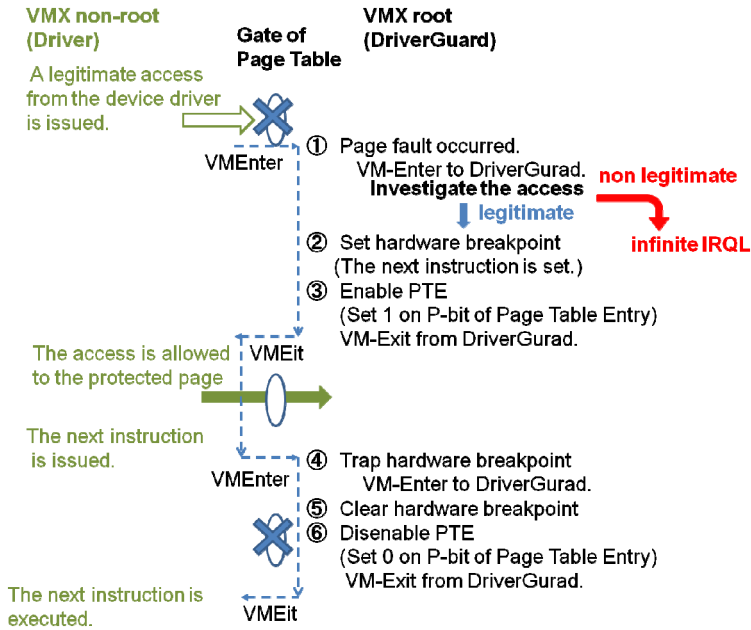 VMX non-root
(Driver)
Gate of
Page Table
VMX root
(DriverGuard)
A legitimate access
from the device driver
is issued.
VMEnter
① Page fault occurred.
VM-Enter to DriverGurad.
Investigate the access
non legitimate
legitimate
infinite IRQL
② Set hardware breakpoint
(The next instruction is set.)
③ Enable PTE
(Set 1 on P-bit of Page Table Entry)
VM-Exit from DriverGurad.
VMEit
The access is allowed
to the protected page
The next instruction
is issued.
VMEnter
④ Trap hardware breakpoint
VM-Enter to DriverGurad.
⑤ Clear hardware breakpoint
⑥ Disenable PTE
(Set 0 on P-bit of Page Table Entry)
VM-Exit from DriverGurad.
The next instruction is
executed.
VMEit